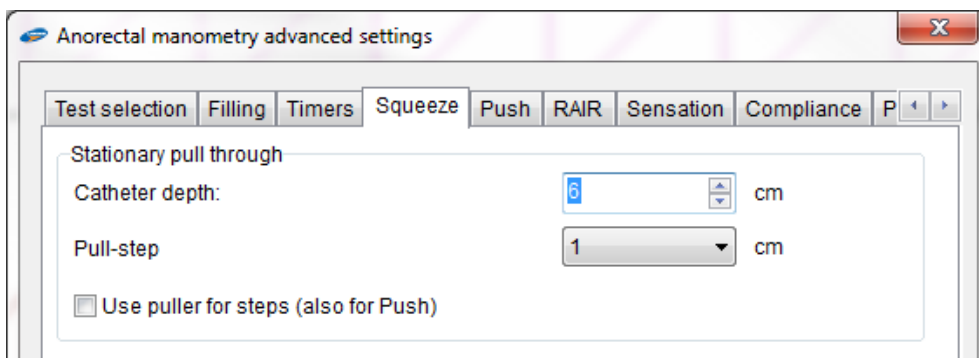 Anorectal manometry advanced settings
x
Test selection Filling Timers Squeeze Push RAIR Sensation Compliance P
Stationary pull through
Catheter depth: 6 cm
Pull-step 1 cm
Use puller for steps (also for Push)